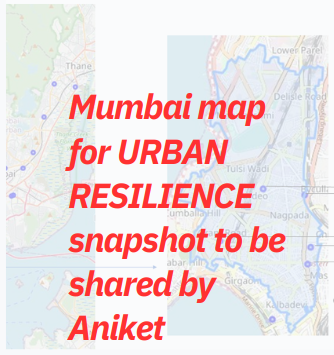 Thane
Lower Parel
Delisle Road
Mumbai map
for URBAN
RESILIENCE
snapshot to be
shared by
Aniket
Tulsi Wadi
Cumballa Hill
Nagpada
Girgaon
Kalbadevi